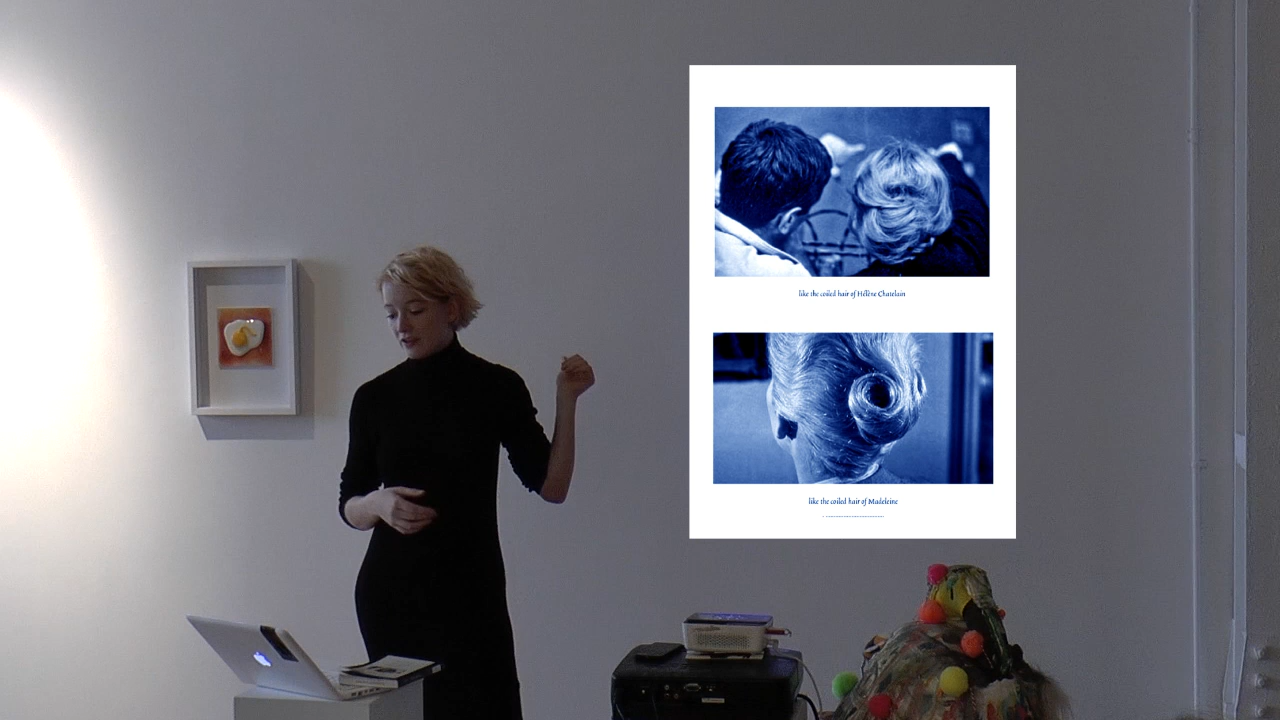 like the coiled hair of Hélène Chatelain
like the coiled hair of Madeleine